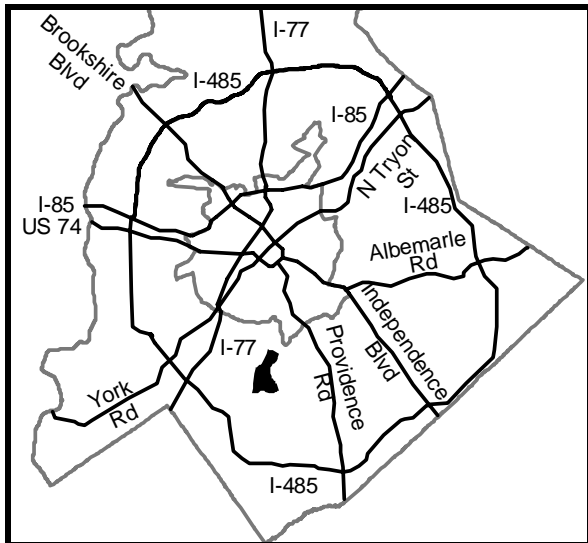 I-77
Brookshire
Blvd
I-485
I-85
N Tryon
St
I-85
US 74
I-485
Albemarle
Rd
Independence
Blvd
Providence
Rd
I-77
York
Rd
I-485